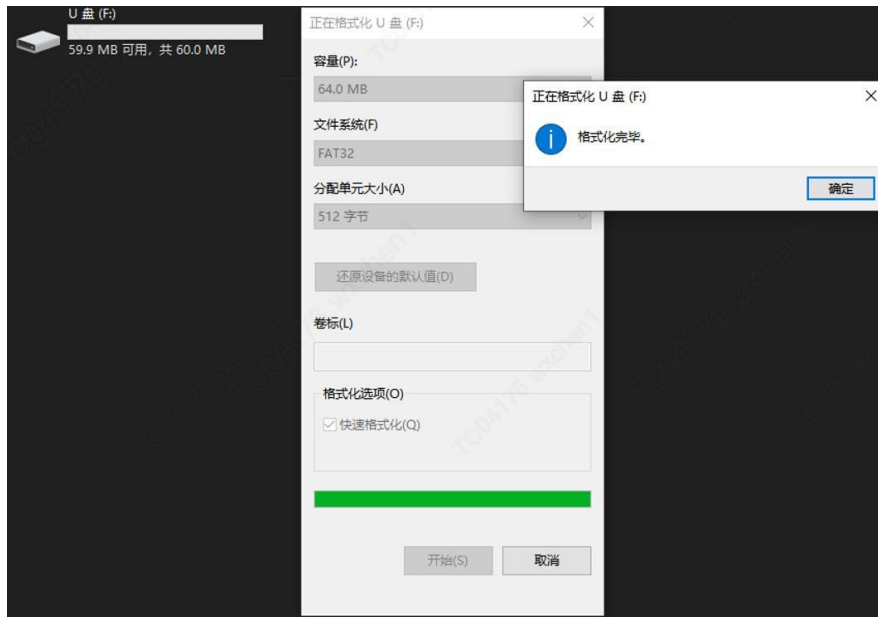 U 盘 (F:)
59.9 MB 可用，共 60.0 MB
正在格式化 U 盘 (F:)
容量(P):
64.0 MB
文件系统(F)
FAT32
分配单元大小(A)
512 字节
还原设备的默认值(D)
卷标(L)
格式化选项(O)
快速格式化(Q)
开始(S)
取消
正在格式化 U 盘 (F:)
格式化完毕。
确定
TC04176 wxchen1